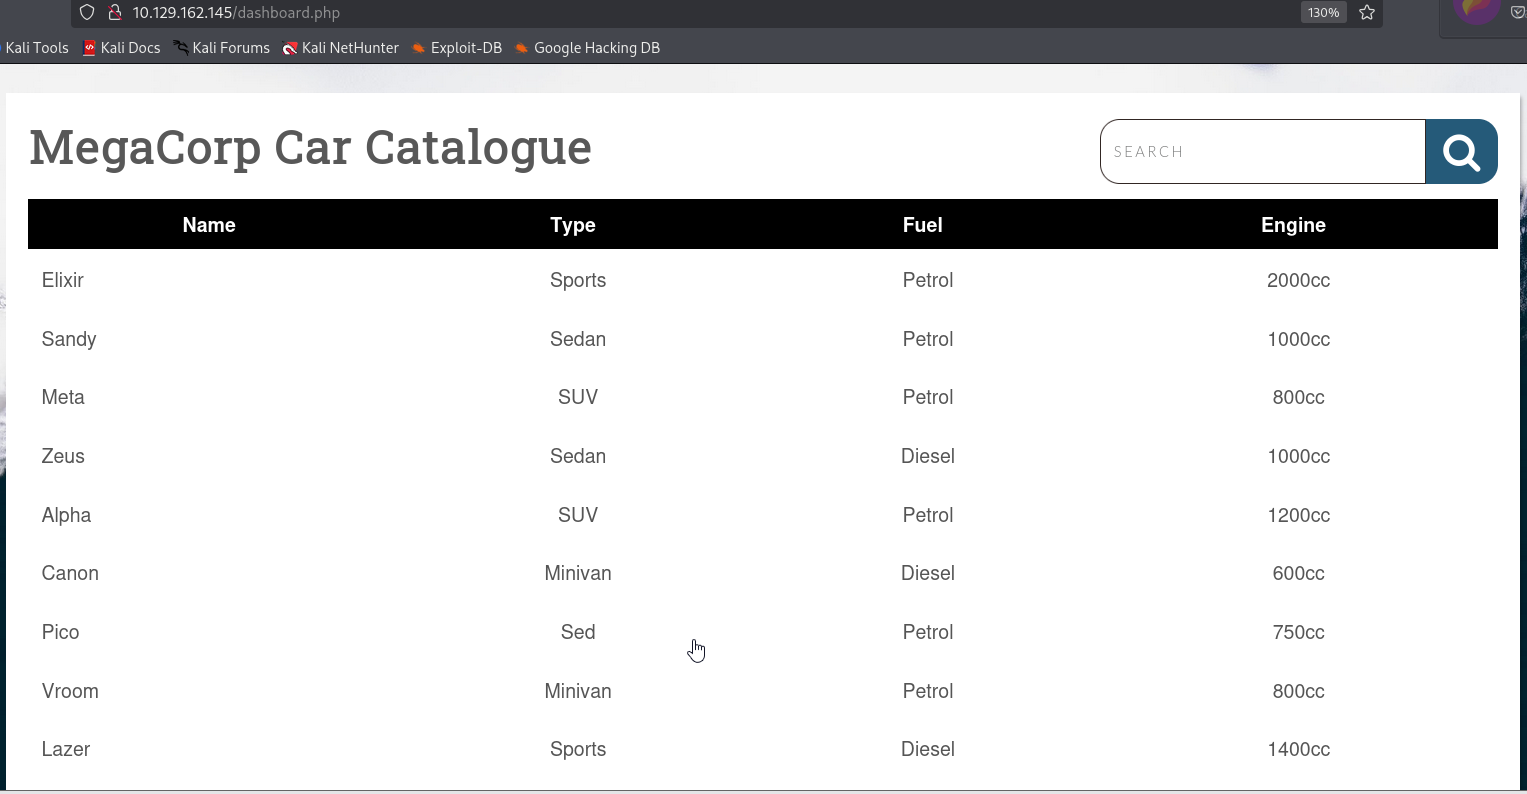 10.129.162.145/dashboard.php 130%
Kali Tools Kali Docs Kali Forums Kali NetHunter Exploit-DB Google Hacking DB
MegaCorp Car Catalogue SEARCH
Name Type Fuel Engine
Elixir Sports Petrol 2000cc
Sandy Sedan Petrol 1000cc
Meta SUV Petrol 800cc
Zeus Sedan Diesel 1000cc
Alpha SUV Petrol 1200cc
Canon Minivan Diesel 600cc
Pico Sed Petrol 750cc
Vroom Minivan Petrol 800cc
Lazer Sports Diesel 1400cc